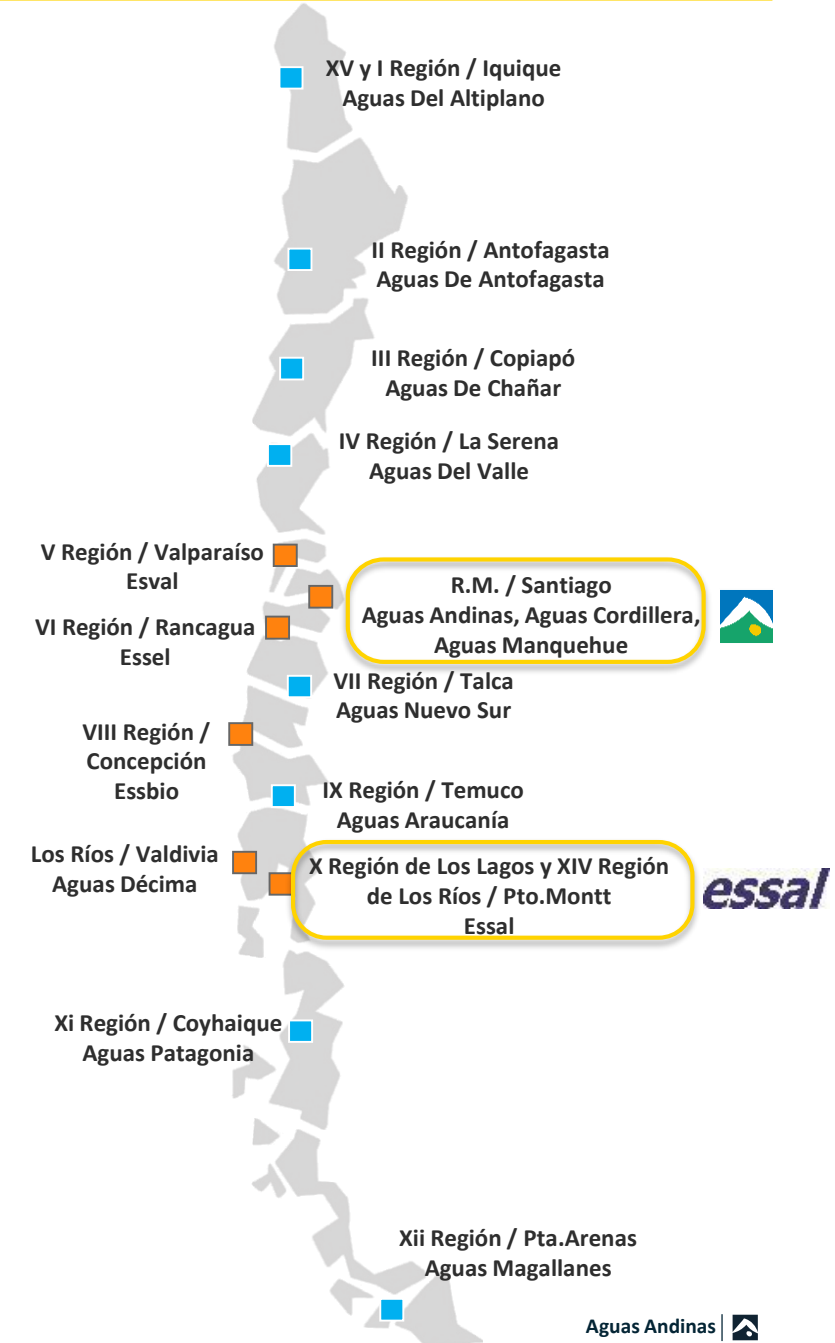 XV y I Región / Iquique
Aguas Del Altiplano
II Región / Antofagasta
Aguas De Antofagasta
III Región / Copiapó
Aguas De Chañar
IV Región / La Serena
Aguas Del Valle
V Región / Valparaíso
Esval
R.M. / Santiago
Aguas Andinas, Aguas Cordillera,
Aguas Manquehue
VI Región / Rancagua
Essel
VII Región / Talca
Aguas Nuevo Sur
VIII Región /
Concepción
Essbio
IX Región / Temuco
Aguas Araucanía
Los Ríos / Valdivia
Aguas Décima
X Región de Los Lagos y XIV Región
de Los Ríos / Pto.Montt
Essal
essal
Xi Región / Coyhaique
Aguas Patagonia
Xii Región / Pta.Arenas
Aguas Magallanes
Aguas Andinas